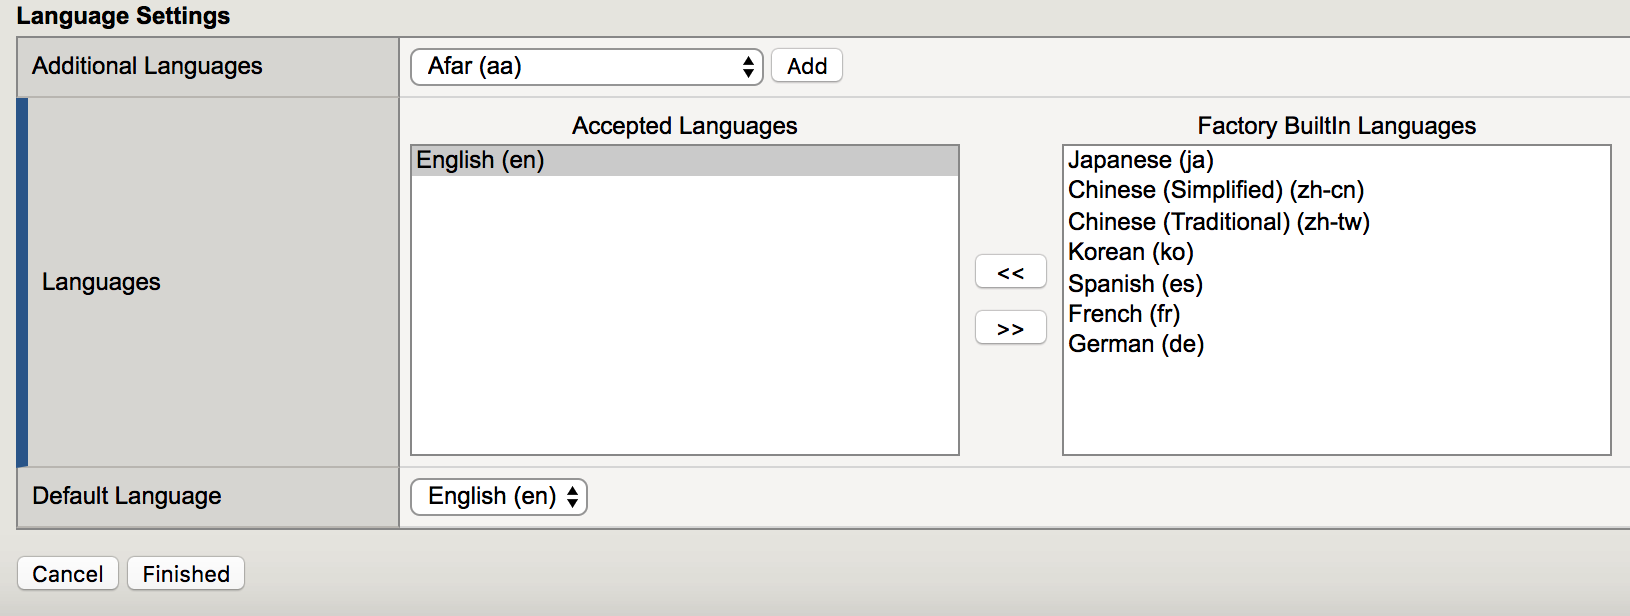 Language Settings
Additional Languages
Afar (aa)
Add
Languages
Accepted Languages
English (en)
<<
>>
Factory BuiltIn Languages
Japanese (ja)
Chinese (Simplified) (zh-cn)
Chinese (Traditional) (zh-tw)
Korean (ko)
Spanish (es)
French (fr)
German (de)
Default Language
English (en)
Cancel
Finished